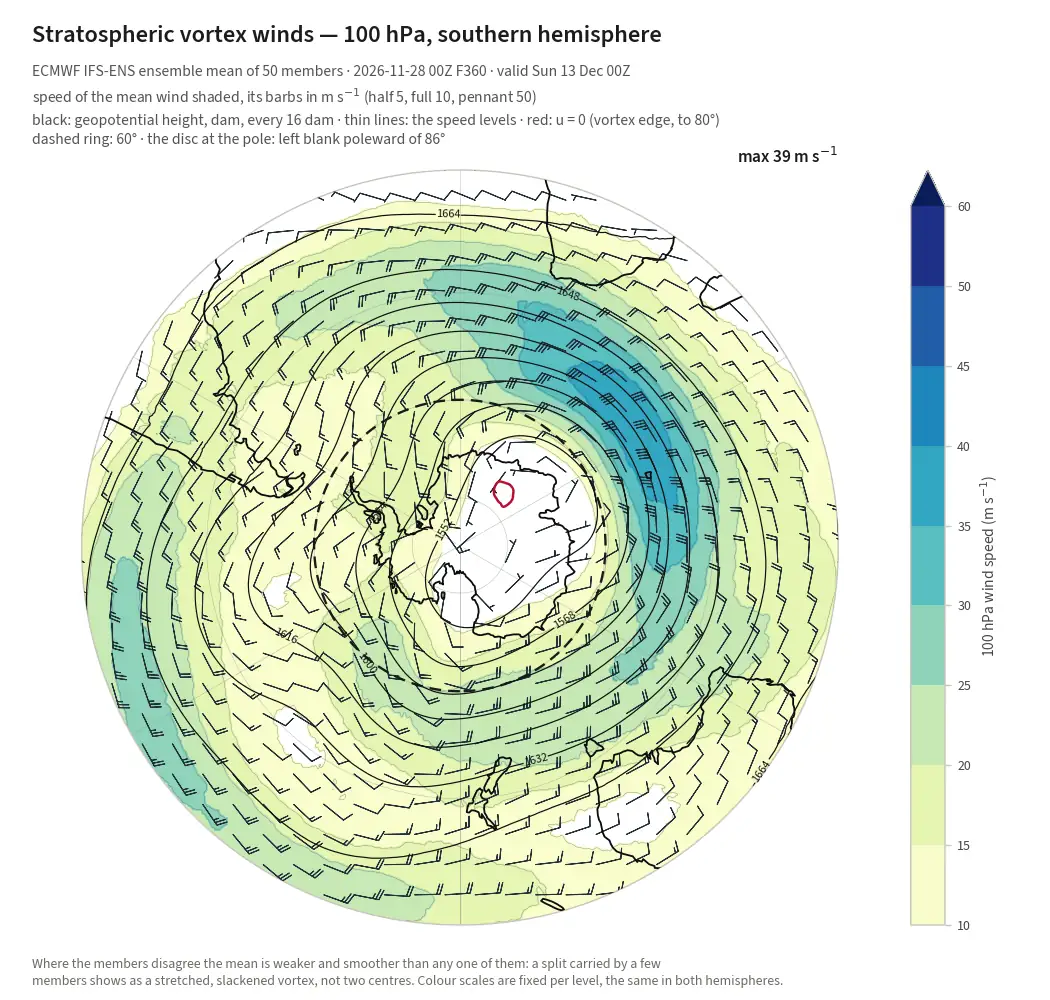 Stratospheric vortex winds — 100 hPa, southern hemisphere
ECMWF IFS-ENS ensemble mean of 50 members · 2026-11-28 00Z F360 · valid Sun 13 Dec 00Z
speed of the mean wind shaded, its barbs in m s⁻¹ (half 5, full 10, pennant 50)
black: geopotential height, dam, every 16 dam · thin lines: the speed levels · red: u = 0 (vortex edge, to 80°)
dashed ring: 60° · the disc at the pole: left blank poleward of 86°
max 39 m s⁻¹
1664
1648
1552
1568
1616
1600
1632
1664
60
50
45
40
35
30
25
20
15
10
100 hPa wind speed (m s⁻¹)
Where the members disagree the mean is weaker and smoother than any one of them: a split carried by a few
members shows as a stretched, slackened vortex, not two centres. Colour scales are fixed per level, the same in both hemispheres.